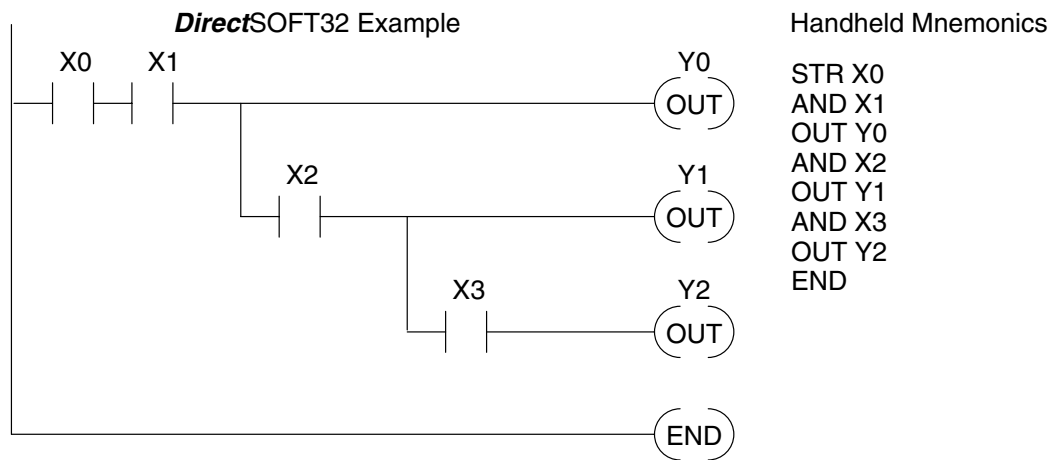 DirectSOFT32 Example
Handheld Mnemonics
X0 X1 Y0
OUT
X2 Y1
OUT
X3 Y2
OUT
END
STR X0
AND X1
OUT Y0
AND X2
OUT Y1
AND X3
OUT Y2
END